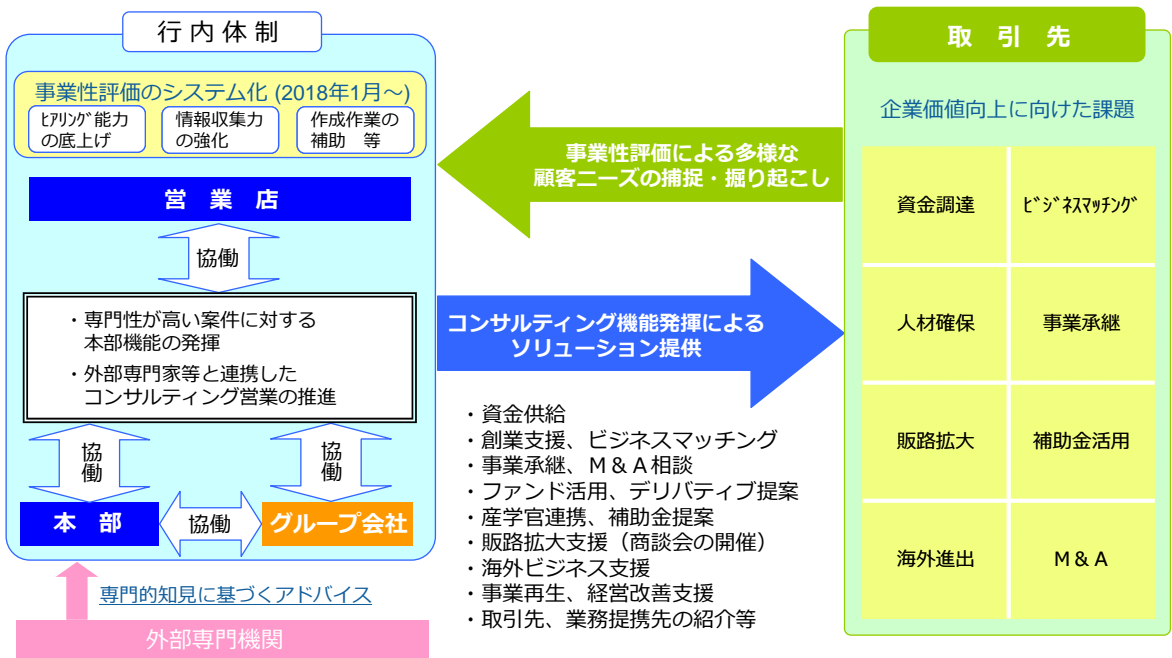 行内体制
事業性評価のシステム化 (2018年1月～)
ﾋｱﾘﾝｸﾞ能力
の底上げ
情報収集力
の強化
作成作業の
補助　等
営　業　店
協働
・専門性が高い案件に対する
本部機能の発揮
・外部専門家等と連携した
コンサルティング営業の推進
協
働
協
働
本　部
協働
グループ会社
専門的知見に基づくアドバイス
外部専門機関
事業性評価による多様な
顧客ニーズの捕捉・掘り起こし
コンサルティング機能発揮による
ソリューション提供
・資金供給
・創業支援、ビジネスマッチング
・事業承継、Ｍ＆Ａ相談
・ファンド活用、デリバティブ提案
・産学官連携、補助金提案
・販路拡大支援（商談会の開催）
・海外ビジネス支援
・事業再生、経営改善支援
・取引先、業務提携先の紹介等
取　引　先
企業価値向上に向けた課題
資金調達
ﾋﾞｼﾞﾈｽﾏｯﾁﾝｸﾞ
人材確保
事業承継
販路拡大
補助金活用
海外進出
Ｍ＆Ａ